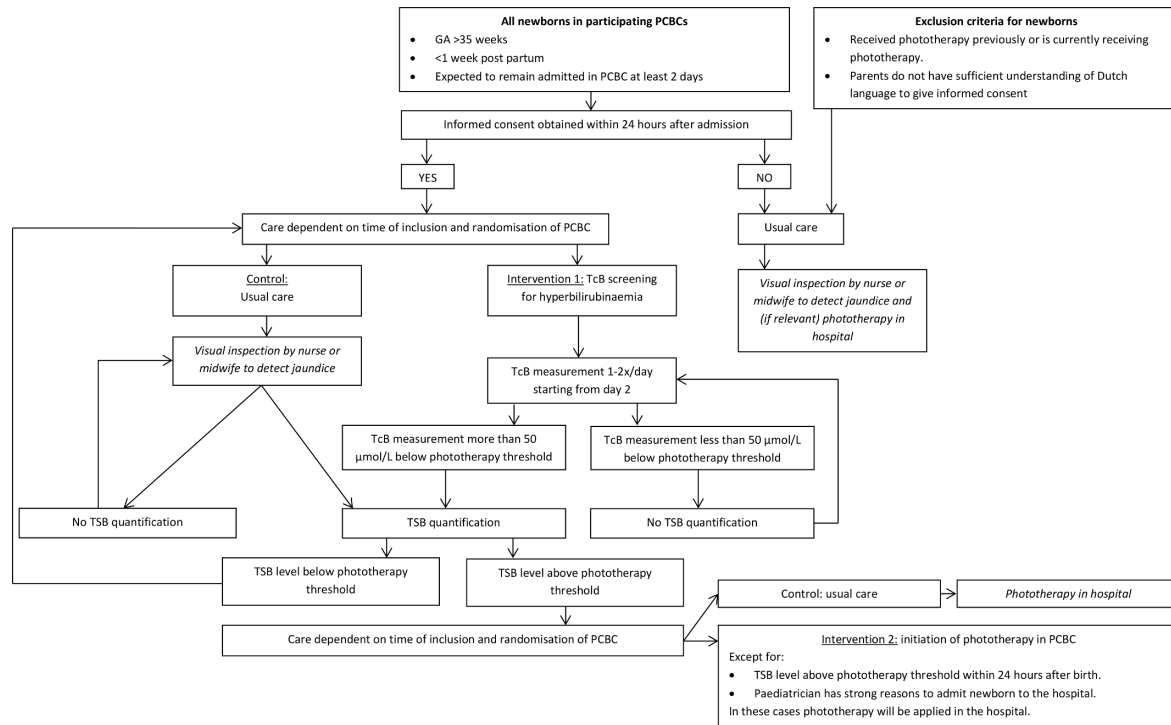 All newborns in participating PCBCs
• GA >35 weeks
• <1 week post partum
• Expected to remain admitted in PCBC at least 2 days
Exclusion criteria for newborns
• Received phototherapy previously or is currently receiving
phototherapy.
• Parents do not have sufficient understanding of Dutch
language to give informed consent
Informed consent obtained within 24 hours after admission
YES
NO
Care dependent on time of inclusion and randomisation of PCBC
Usual care
Control:
Usual care
Intervention 1: TcB screening
for hyperbilirubinaemia
Visual inspection by nurse or
midwife to detect jaundice and
(if relevant) phototherapy in
hospital
Visual inspection by nurse or
midwife to detect jaundice
TcB measurement 1-2x/day
starting from day 2
TcB measurement more than 50
µmol/L below phototherapy threshold
TcB measurement less than 50 µmol/L
below phototherapy threshold
No TSB quantification
TSB quantification
No TSB quantification
TSB level below phototherapy
threshold
TSB level above phototherapy
threshold
Control: usual care
Phototherapy in hospital
Care dependent on time of inclusion and randomisation of PCBC
Intervention 2: initiation of phototherapy in PCBC
Except for:
• TSB level above phototherapy threshold within 24 hours after birth.
• Paediatrician has strong reasons to admit newborn to the hospital.
In these cases phototherapy will be applied in the hospital.